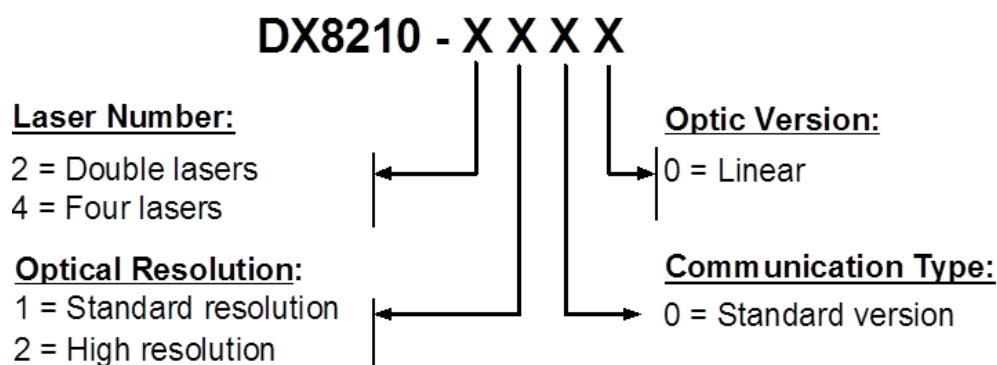 DX8210 - X X X X
Laser Number:
2 = Double lasers
4 = Four lasers
Optical Resolution:
1 = Standard resolution
2 = High resolution
Optic Version:
0 = Linear
Communication Type:
0 = Standard version